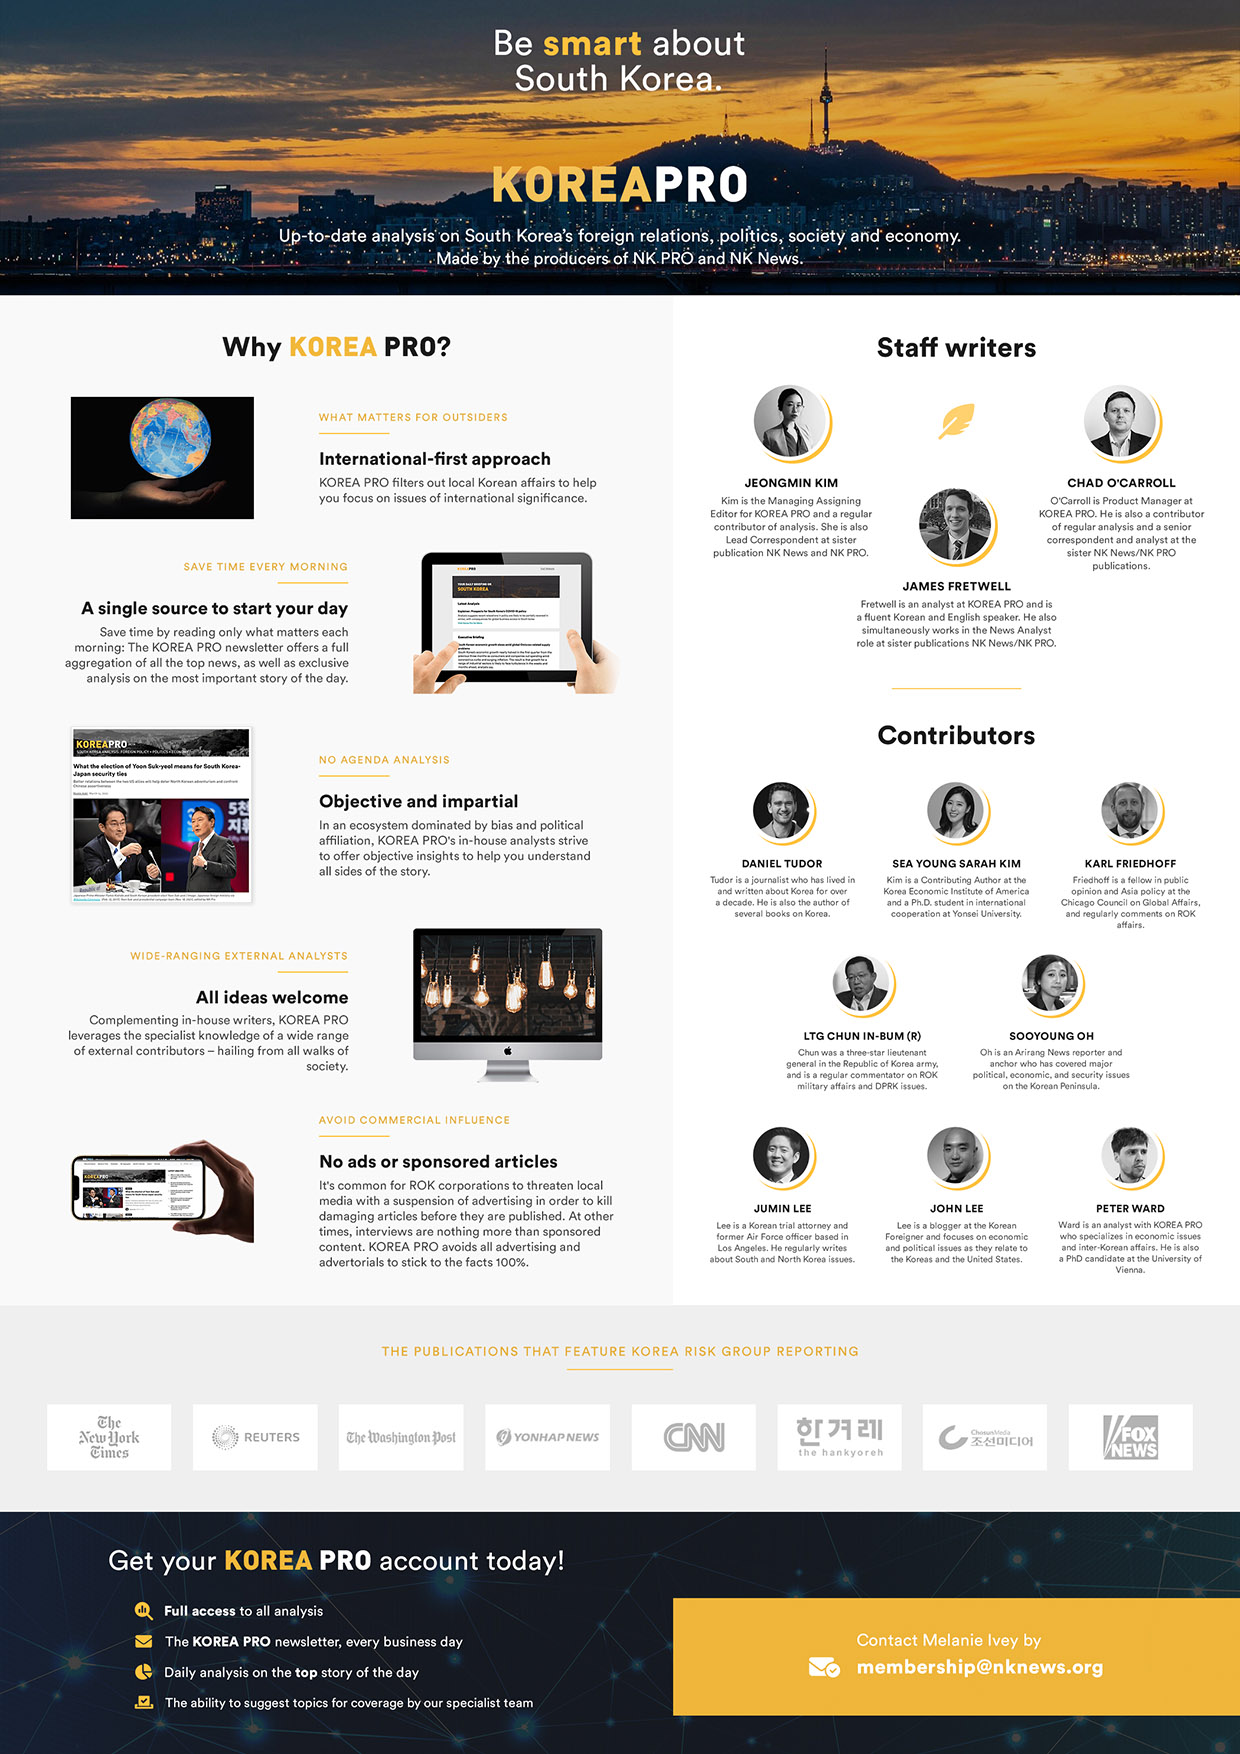 Be smart about
South Korea.
KOREAPRO
Up-to-date analysis on South Korea's foreign relations, politics, society and economy.
Made by the producers of NK PRO and NK News.
Why KOREA PRO?
WHAT MATTERS FOR OUTSIDERS
International-first approach
KOREA PRO filters out local Korean affairs to help
you focus on issues of international significance.
SAVE TIME EVERY MORNING
A single source to start your day
Save time by reading only what matters each
morning: The KOREA PRO newsletter offers a full
aggregation of all the top news, as well as exclusive
analysis on the most important story of the day.
KOREAPRO
YOUR DAILY BRIEFING ON
SOUTH KOREA
Latest Analysis
Executive Briefing
KOREAPRO
What the election of Yoon Suk-yeol means for South Korea-
Japan security ties
NO AGENDA ANALYSIS
Objective and impartial
In an ecosystem dominated by bias and political
affiliation, KOREA PRO's in-house analysts strive
to offer objective insights to help you understand
all sides of the story.
WIDE-RANGING EXTERNAL ANALYSTS
All ideas welcome
Complementing in-house writers, KOREA PRO
leverages the specialist knowledge of a wide range
of external contributors – hailing from all walks of
society.
AVOID COMMERCIAL INFLUENCE
No ads or sponsored articles
It's common for ROK corporations to threaten local
media with a suspension of advertising in order to kill
damaging articles before they are published. At other
times, interviews are nothing more than sponsored
content. KOREA PRO avoids all advertising and
advertorials to stick to the facts 100%.
Staff writers
JEONGMIN KIM
Kim is the Managing Assigning
Editor for KOREA PRO and a regular
contributor of analysis. She is also
Lead Correspondent at sister
publication NK News and NK PRO.
CHAD O'CARROLL
O'Carroll is Product Manager at
KOREA PRO. He is also a contributor
of regular analysis and a senior
correspondent and analyst at the
sister NK News/NK PRO
publications.
JAMES FRETWELL
Fretwell is an analyst at KOREA PRO and is
a fluent Korean and English speaker. He also
simultaneously works in the News Analyst
role at sister publications NK News/NK PRO.
Contributors
DANIEL TUDOR
Tudor is a journalist who has lived in
and written about Korea for over
a decade. He is also the author of
several books on Korea.
SEA YOUNG SARAH KIM
Kim is a Contributing Author at the
Korea Economic Institute of America
and a Ph.D. student in international
cooperation at Yonsei University.
KARL FRIEDHOFF
Friedhoff is a fellow in public
opinion and Asia policy at the
Chicago Council on Global Affairs,
and regularly comments on ROK
affairs.
LTG CHUN IN-BUM (R)
Chun was a three-star lieutenant
general in the Republic of Korea army,
and is a regular commentator on ROK
military affairs and DPRK issues.
SOOYOUNG OH
Oh is an Arirang News reporter and
anchor who has covered major
political, economic, and security issues
on the Korean Peninsula.
JUMIN LEE
Lee is a Korean trial attorney and
former Air Force officer based in
Los Angeles. He regularly writes
about South and North Korea issues.
JOHN LEE
Lee is a blogger at the Korean
Foreigner and focuses on economic
and political issues as they relate to
the Koreas and the United States.
PETER WARD
Ward is an analyst with KOREA PRO
who specializes in economic issues
and inter-Korean affairs. He is also
a PhD candidate at the University of
Vienna.
THE PUBLICATIONS THAT FEATURE KOREA RISK GROUP REPORTING
The
New York
Times
REUTERS
The Washington Post
YONHAP NEWS
CNN
한겨레
the hankyoreh
ChosunMedia
조선미디어
FOX
NEWS
Get your KOREA PRO account today!
Full access to all analysis
The KOREA PRO newsletter, every business day
Daily analysis on the top story of the day
The ability to suggest topics for coverage by our specialist team
Contact Melanie Ivey by
membership@nknews.org